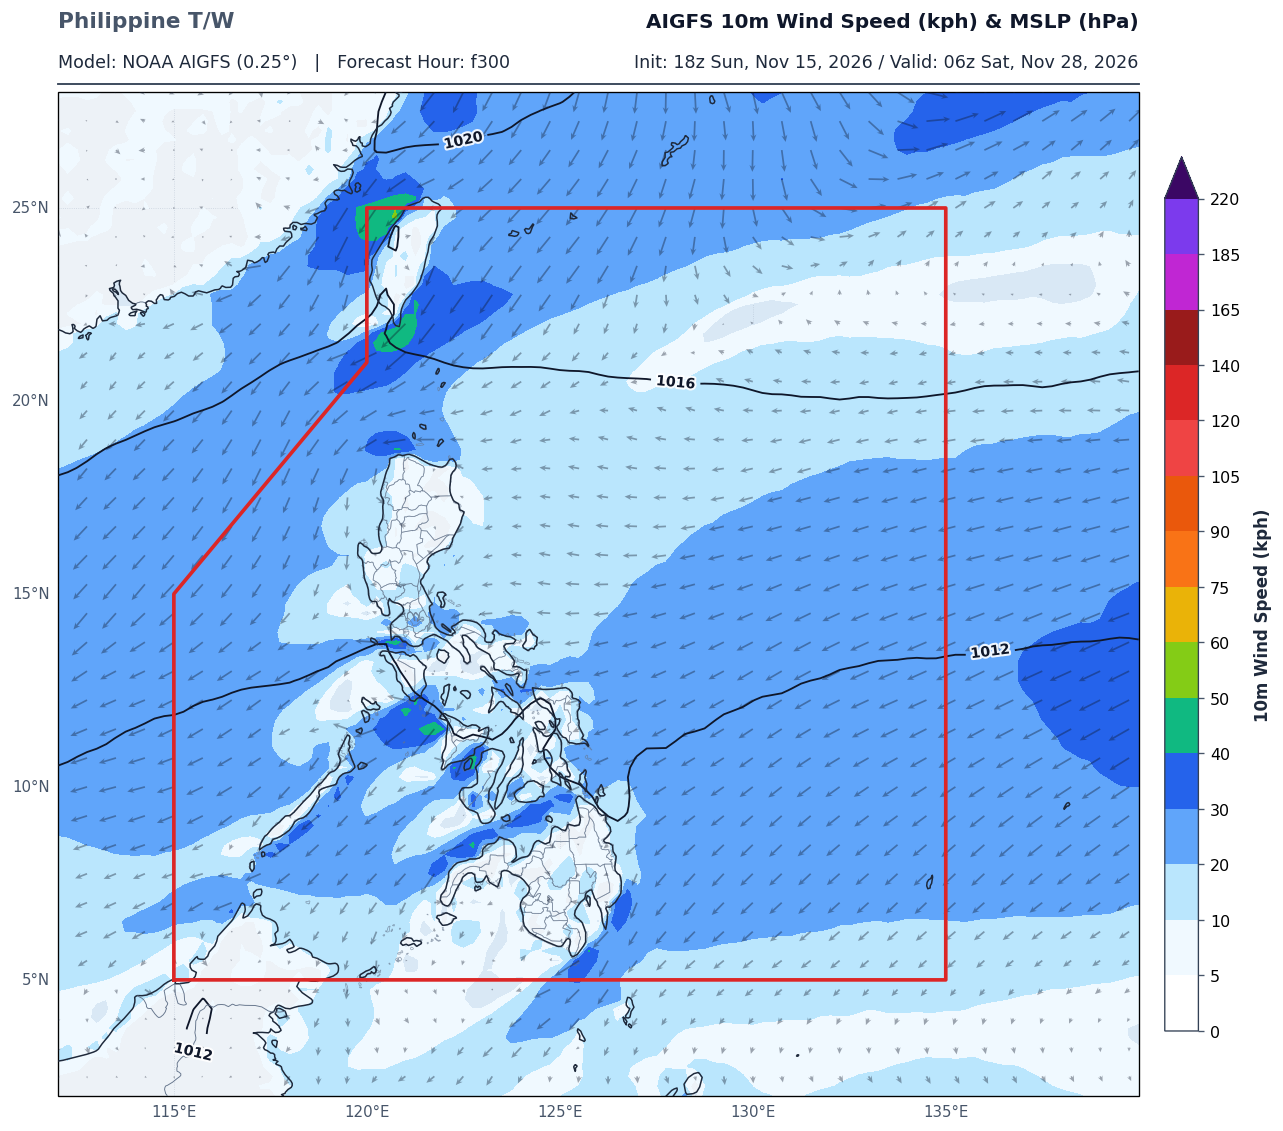 Philippine T/W
AIGFS 10m Wind Speed (kph) & MSLP (hPa)
Model: NOAA AIGFS (0.25°)   |   Forecast Hour: f300
Init: 18z Sun, Nov 15, 2026 / Valid: 06z Sat, Nov 28, 2026
1020
1016
1012
1012
25°N
20°N
15°N
10°N
5°N
115°E
120°E
125°E
130°E
135°E
220
185
165
140
120
105
90
75
60
50
40
30
20
10
5
0
10m Wind Speed (kph)